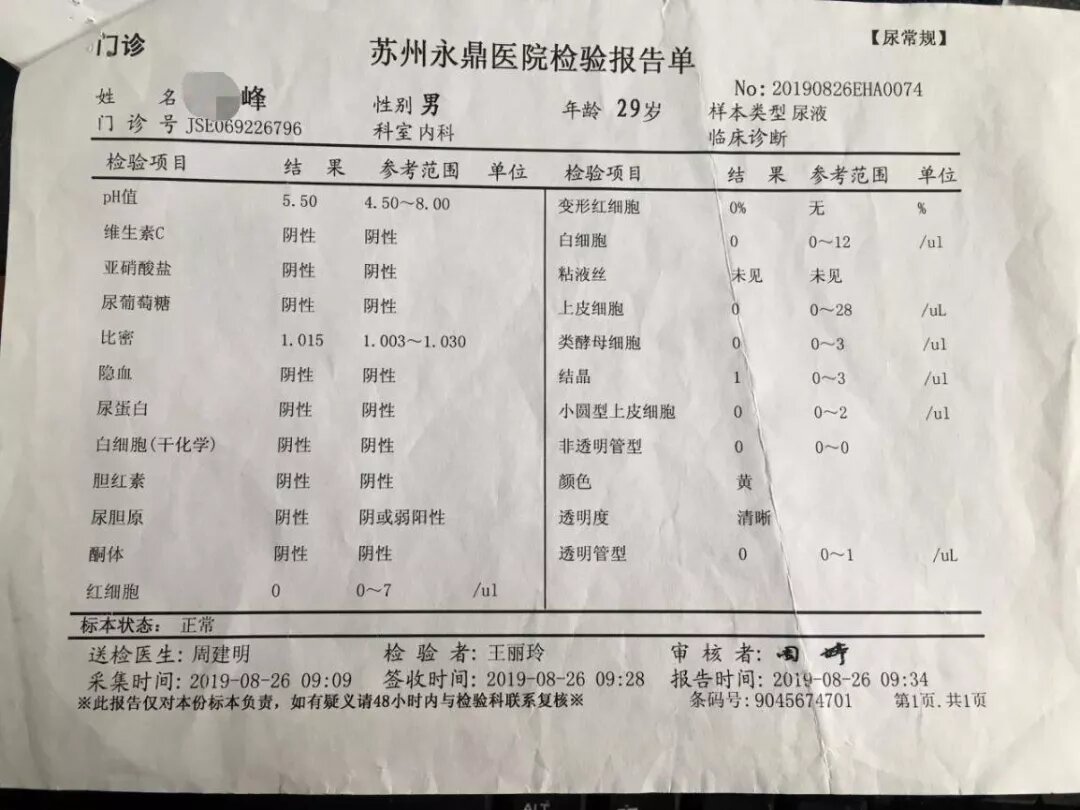 门诊
苏州永鼎医院检验报告单
【尿常规】
姓 名 峰 性别 男 年龄 29岁 No: 20190826EHA0074
门 诊 号 JSE069226796 科室 内科 样本类型 尿液
临床诊断
检验项目 结 果 参考范围 单位 检验项目 结 果 参考范围 单位
pH值 5.50 4.50～8.00 变形红细胞 0% 无 %
维生素C 阴性 阴性 白细胞 0 0～12 /ul
亚硝酸盐 阴性 阴性 粘液丝 未见 未见
尿葡萄糖 阴性 阴性 上皮细胞 0 0～28 /uL
比密 1.015 1.003～1.030 类酵母细胞 0 0～3 /ul
隐血 阴性 阴性 结晶 1 0～3 /ul
尿蛋白 阴性 阴性 小圆型上皮细胞 0 0～2 /ul
白细胞(干化学) 阴性 阴性 非透明管型 0 0～0
胆红素 阴性 阴性 颜色 黄
尿胆原 阴性 阴或弱阳性 透明度 清晰
酮体 阴性 阴性 透明管型 0 0～1 /uL
红细胞 0 0～7 /ul
标本状态： 正常
送检医生: 周建明 检 验 者: 王丽玲 审 核 者:
采集时间: 2019-08-26 09:09 签收时间: 2019-08-26 09:28 报告时间: 2019-08-26 09:34
※此报告仅对本份标本负责，如有疑义请48小时内与检验科联系复核※ 条码号: 9045674701 第1页.共1页
ALT